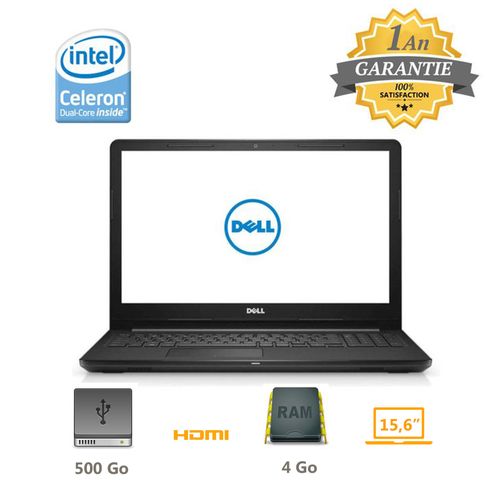 intel
Celeron®
Dual-Core inside™
1 An
GARANTIE
100%
SATISFACTION
DELL
DELL
HDMI
RAM
15,6”
500 Go
4 Go